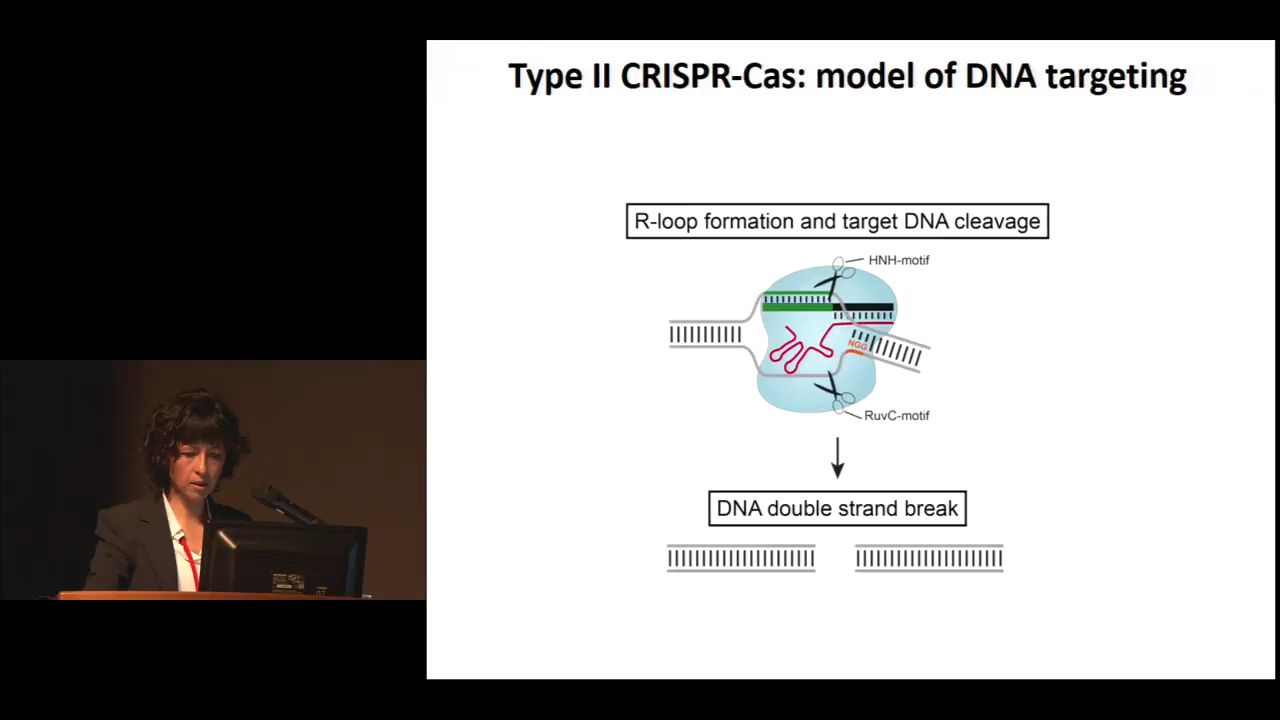 Type II CRISPR-Cas: model of DNA targeting
R-loop formation and target DNA cleavage
HNH-motif
NGG
RuvC-motif
DNA double strand break